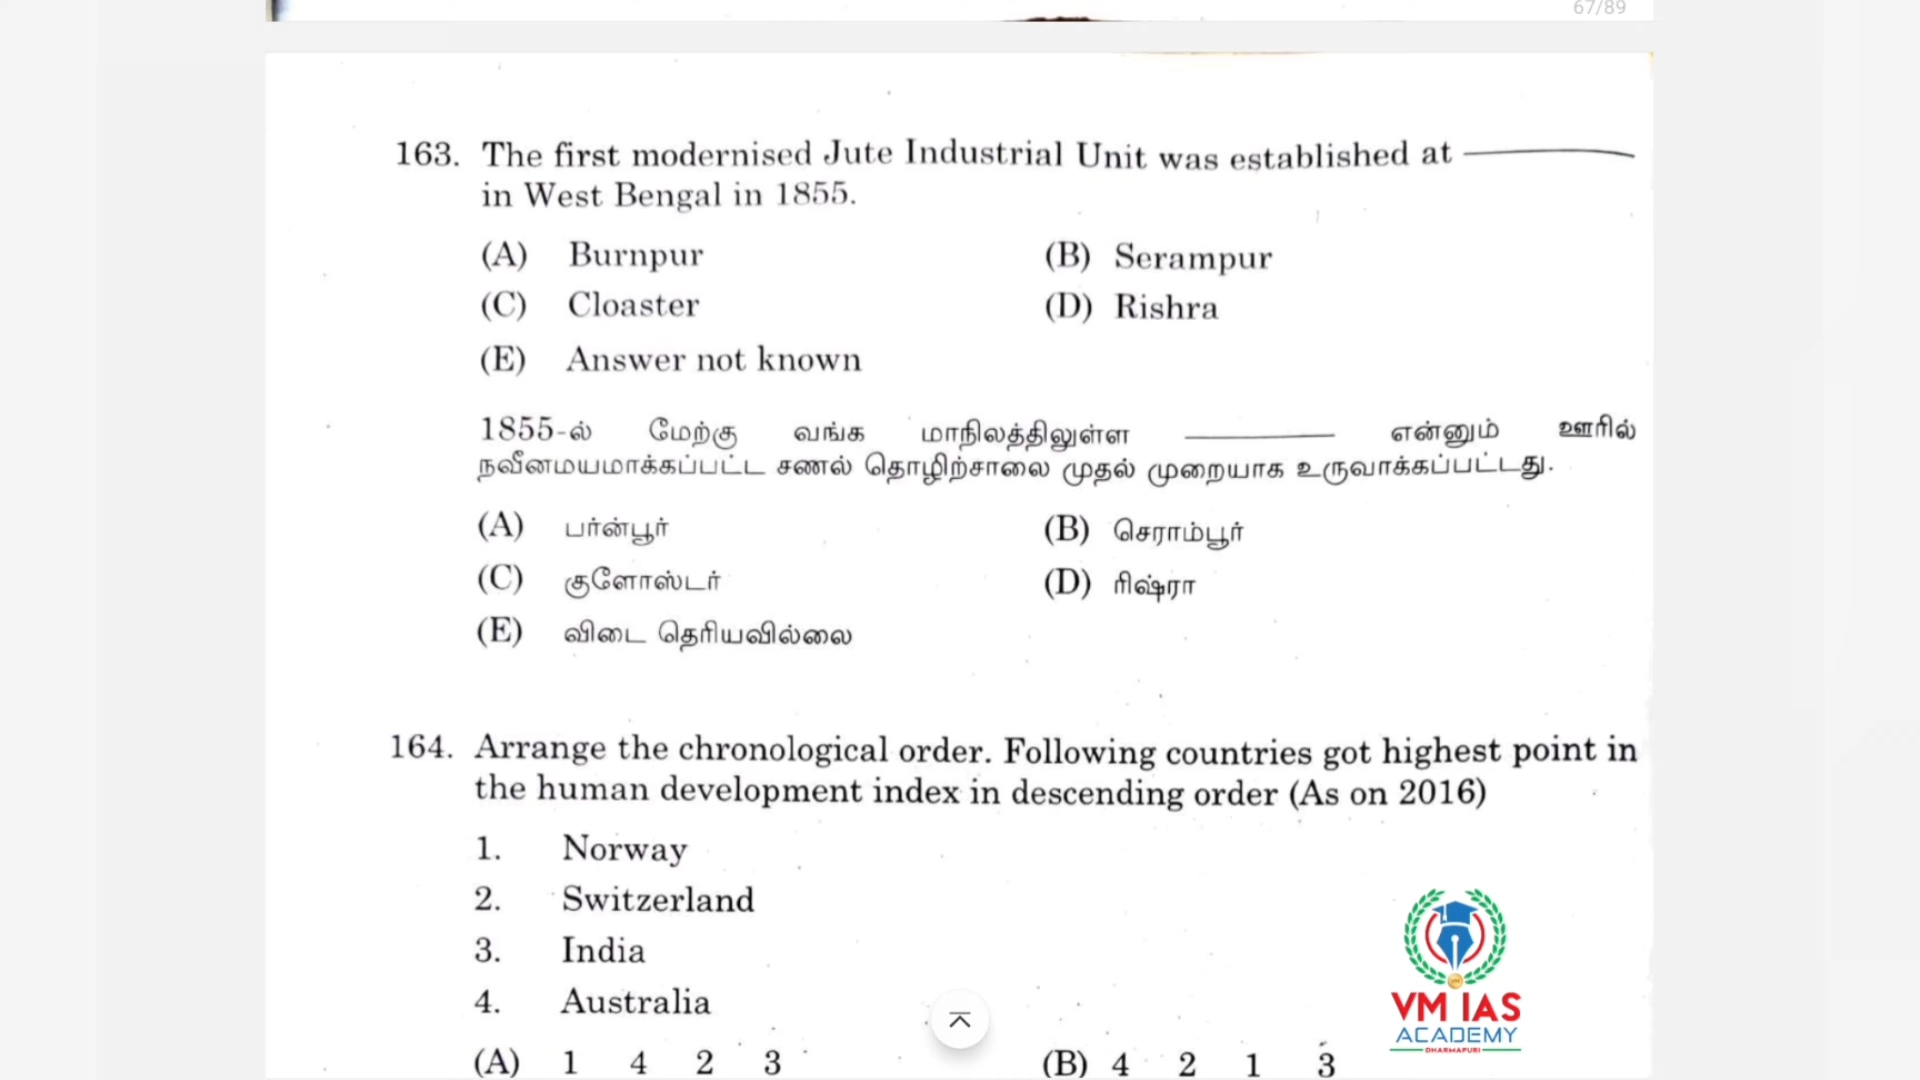 67/89
163. The first modernised Jute Industrial Unit was established at
in West Bengal in 1855.
(A) Burnpur (B) Serampur
(C) Cloaster (D) Rishra
(E) Answer not known
1855-ல் மேற்கு வங்க மாநிலத்திலுள்ள என்னும் ஊரில்
நவீனமயமாக்கப்பட்ட சணல் தொழிற்சாலை முதல் முறையாக உருவாக்கப்பட்டது.
(A) பர்ன்பூர் (B) செராம்பூர்
(C) குளோஸ்டர் (D) ரிஷ்ரா
(E) விடை தெரியவில்லை
164. Arrange the chronological order. Following countries got highest point in
the human development index in descending order (As on 2016)
1. Norway
2. Switzerland
3. India
4. Australia
(A) 1 4 2 3 (B) 4 2 1 3
VM IAS
ACADEMY
DHARMAPURI